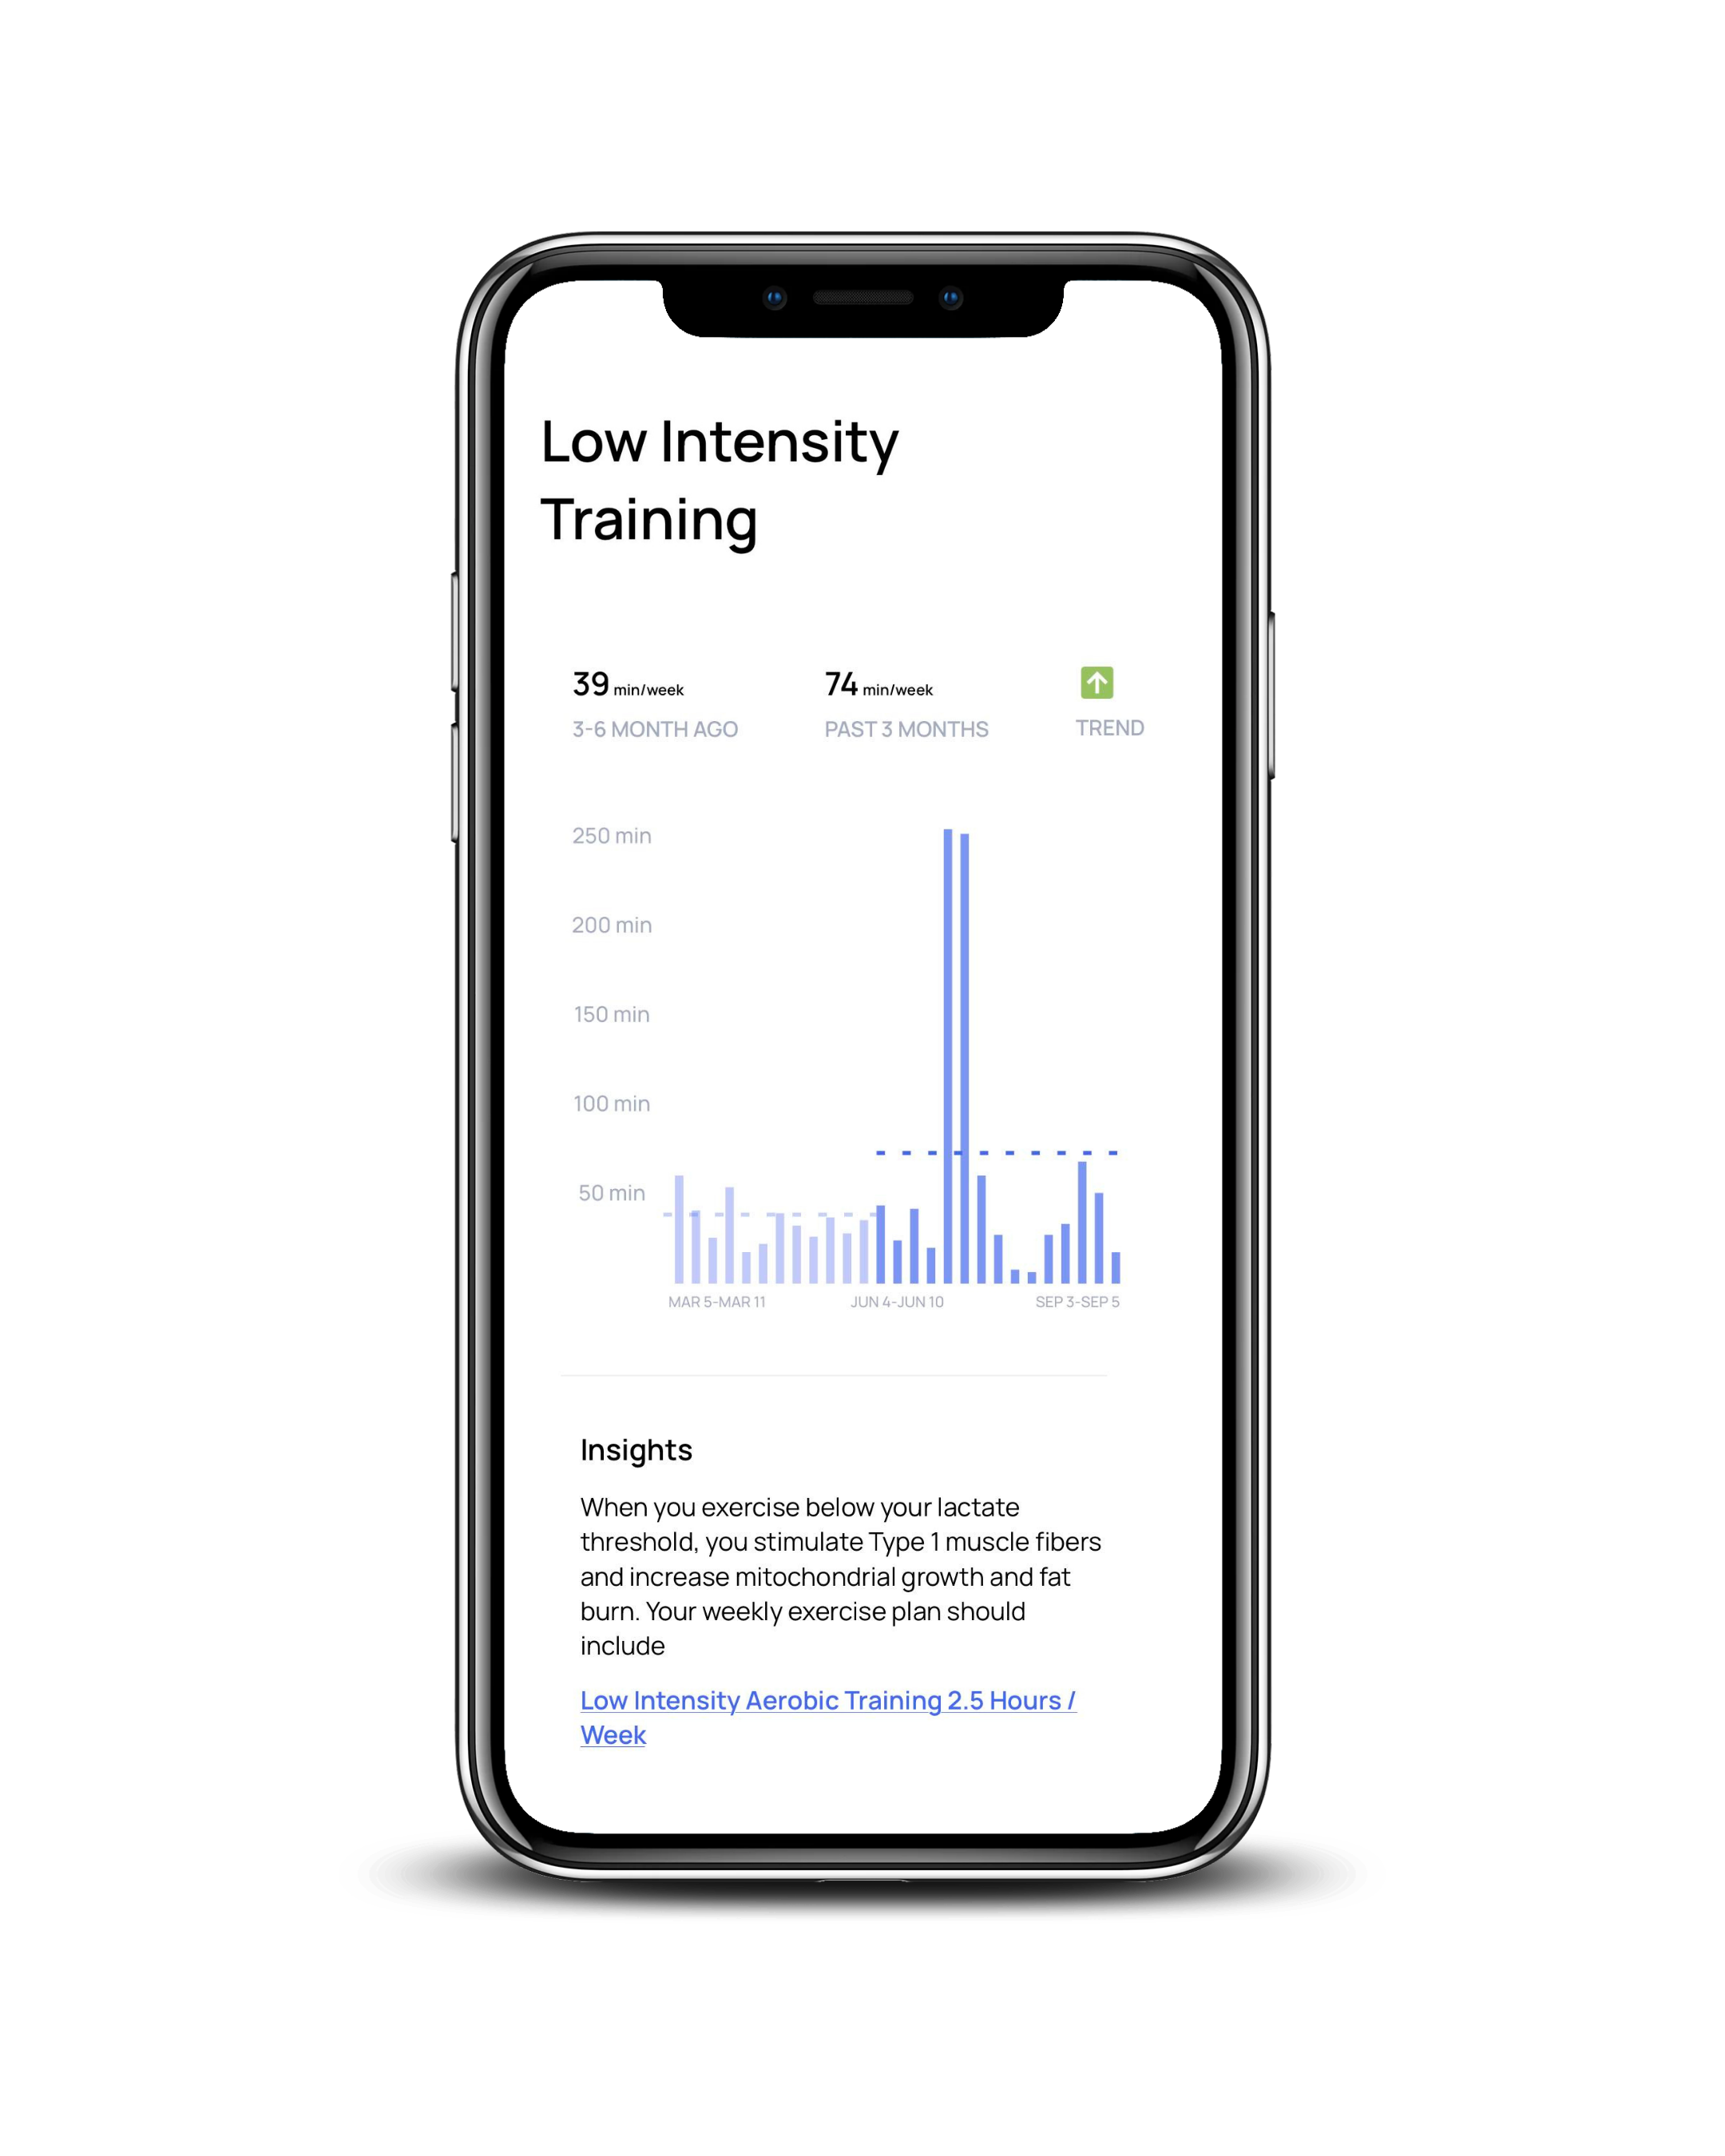 Low Intensity
Training
39 min/week
3-6 MONTH AGO
74 min/week
PAST 3 MONTHS
TREND
250 min
200 min
150 min
100 min
50 min
MAR 5-MAR 11
JUN 4-JUN 10
SEP 3-SEP 5
Insights
When you exercise below your lactate
threshold, you stimulate Type 1 muscle fibers
and increase mitochondrial growth and fat
burn. Your weekly exercise plan should
include
Low Intensity Aerobic Training 2.5 Hours /
Week